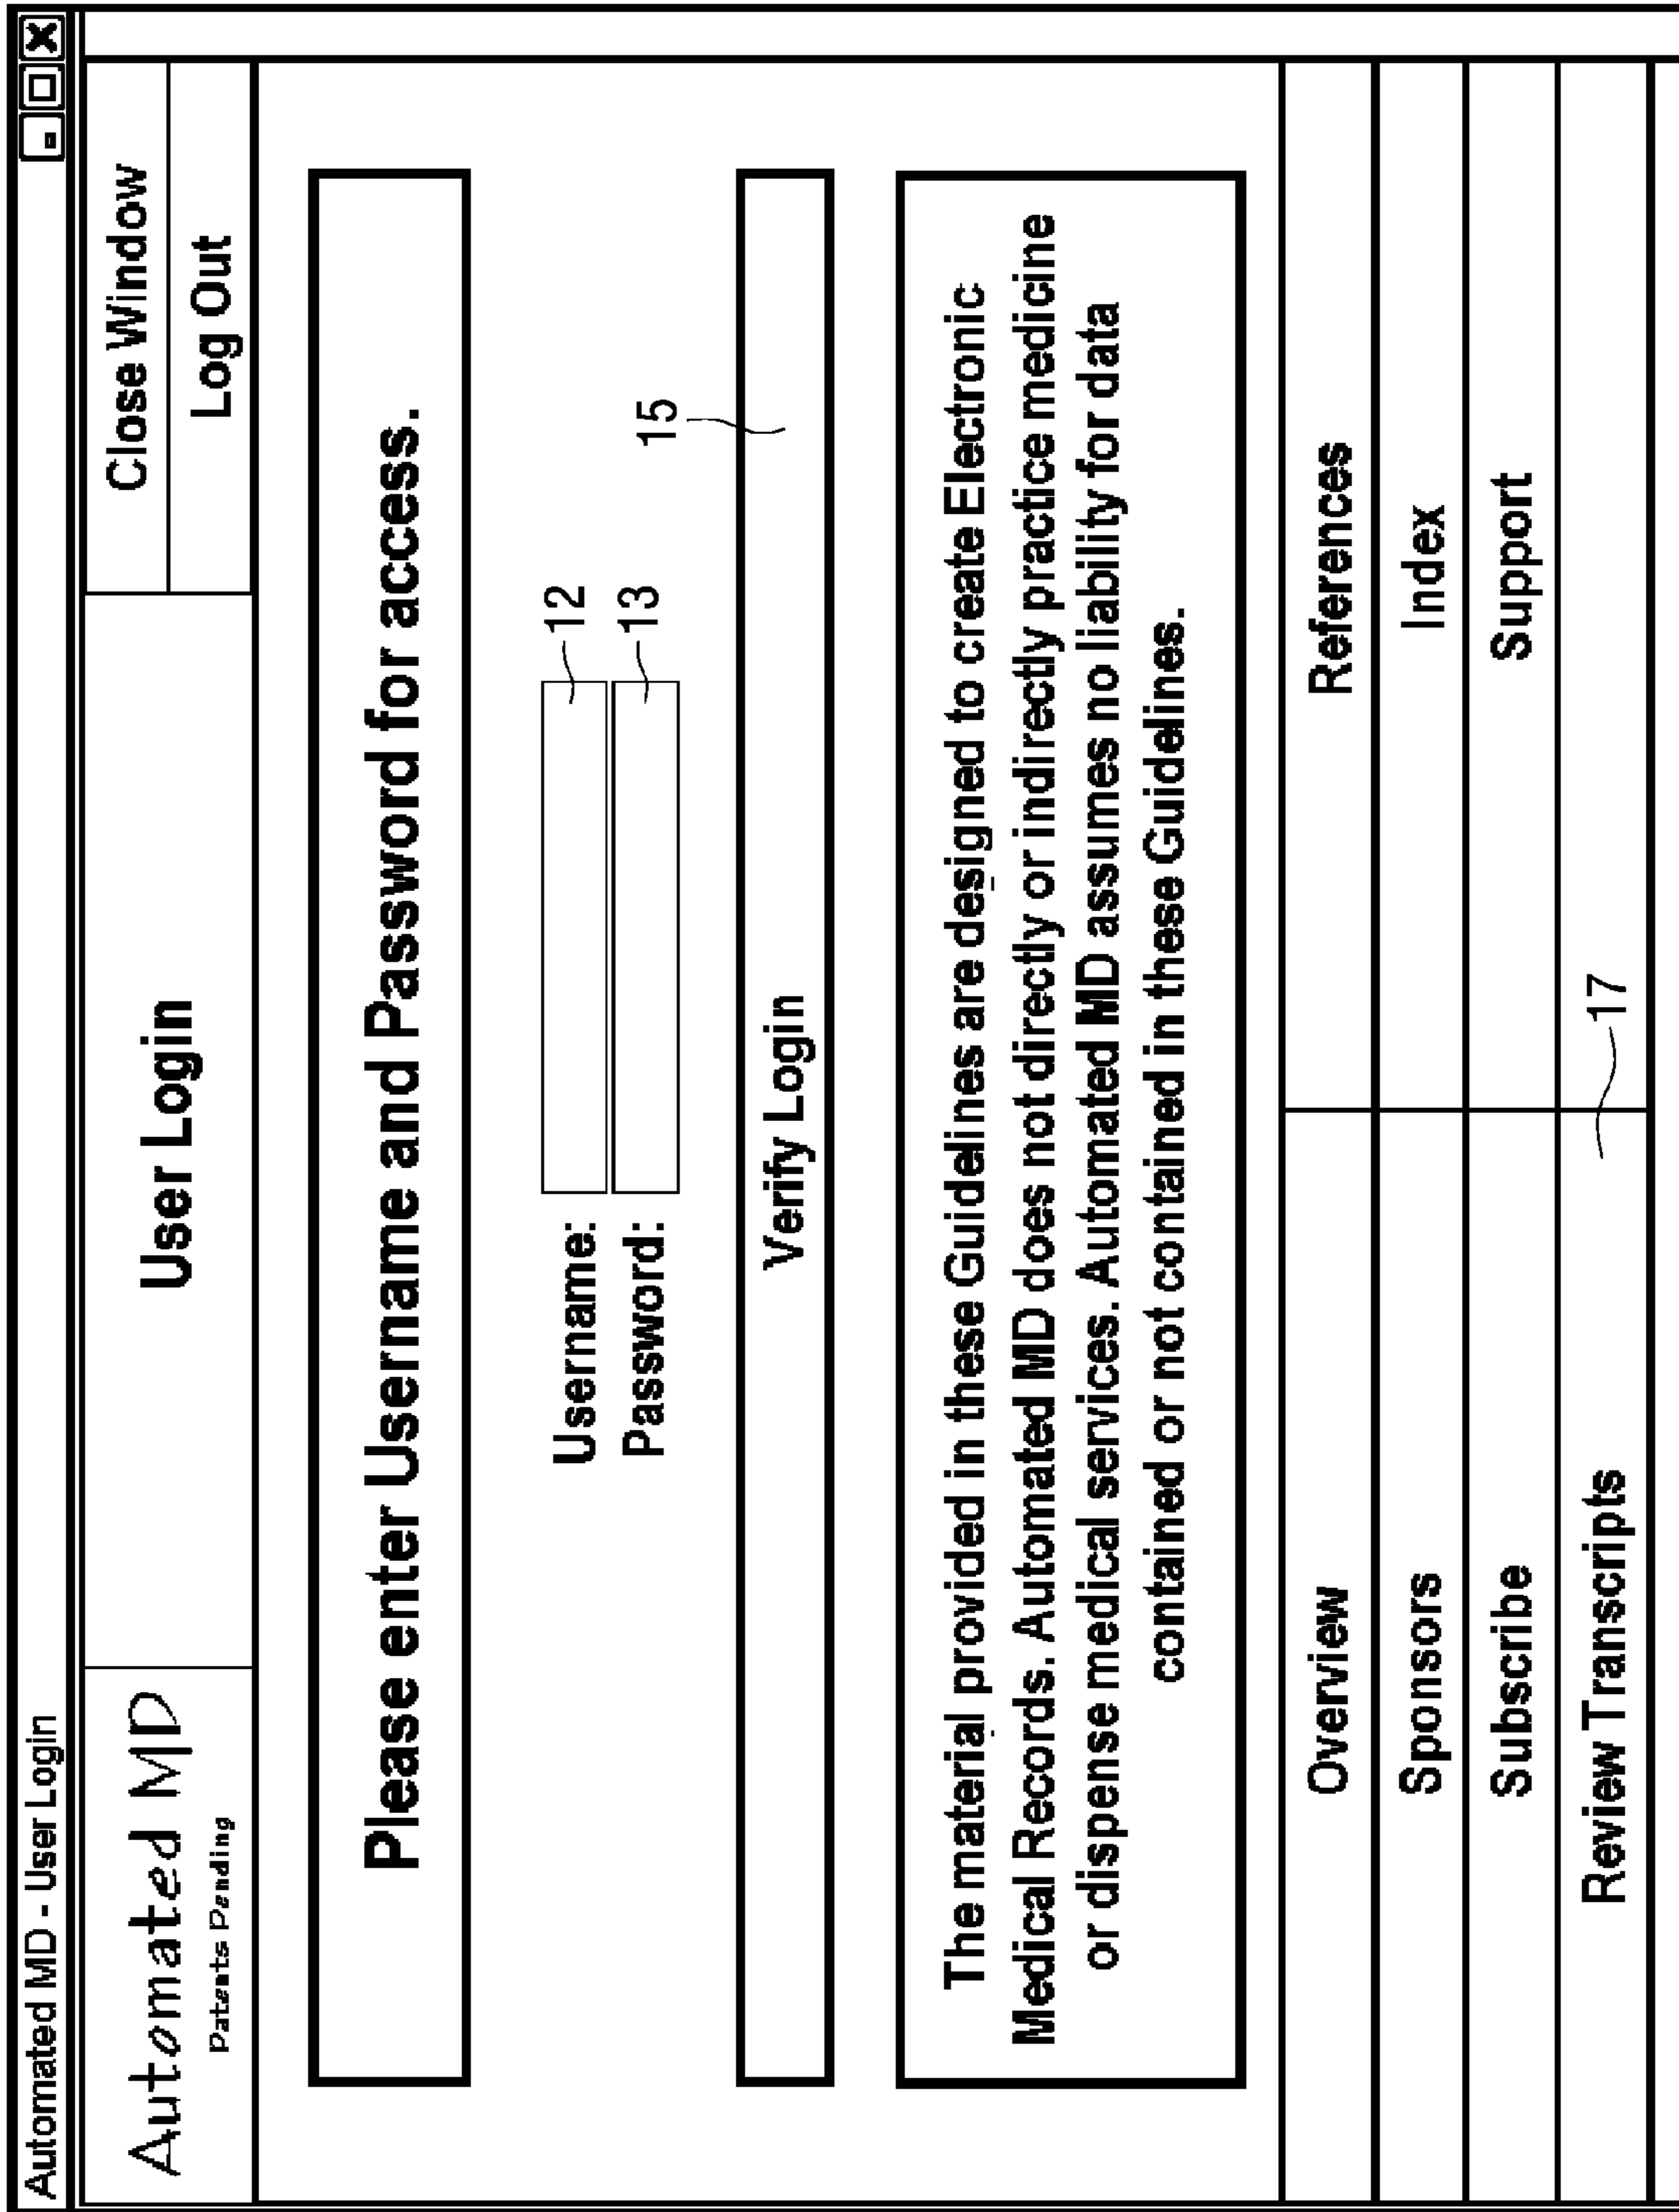 Automated MD - User Login
Automated MD
Patents Pending
User Login
Close Window
Log Out
Please enter Username and Password for access.
Username:
12
Password:
13
15
Verify Login
The material provided in these Guidelines are designed to create Electronic
Medical Records. Automated MD does not directly or indirectly practice medicine
or dispense medical services. Automated MD assumes no liability for data
contained or not contained in these Guidelines.
Overview
References
Sponsors
Index
Subscribe
Support
Review Transcripts
17